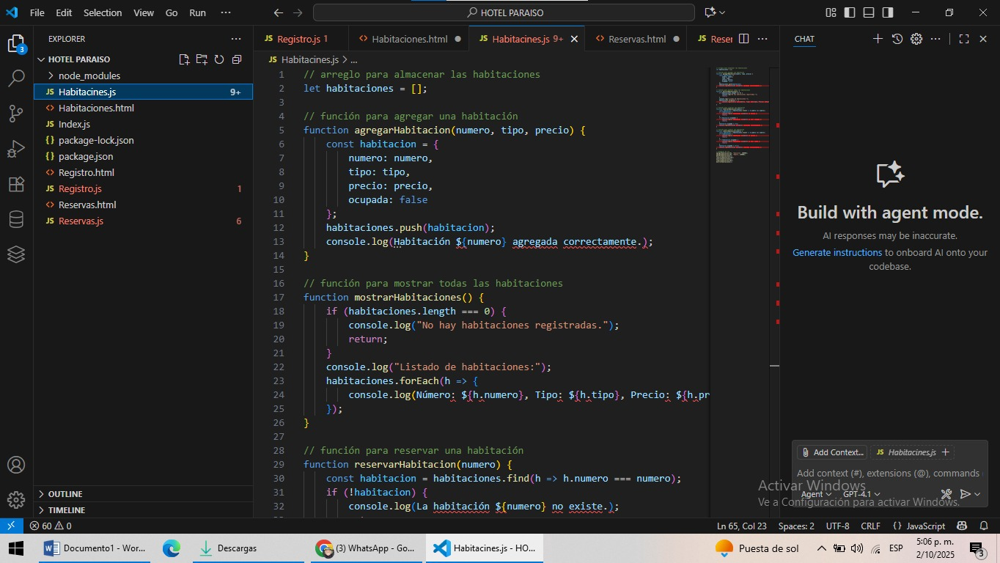 File Edit Selection View Go Run ··· HOTEL PARAISO
EXPLORER ···
HOTEL PARAISO
node_modules
JS Habitacines.js 9+
<> Habitaciones.html
JS Index.js
{} package-lock.json
{} package.json
<> Registro.html
JS Registro.js 1
<> Reservas.html
JS Reservas.js 6
OUTLINE
TIMELINE
3
JS Registro.js 1 <> Habitaciones.html JS Habitacines.js 9+ <> Reservas.html JS Reser ···
JS Habitacines.js > ...
1 // arreglo para almacenar las habitaciones
2 let habitaciones = [];
3
4 // función para agregar una habitación
5 function agregarHabitacion(numero, tipo, precio) {
6 const habitacion = {
7 numero: numero,
8 tipo: tipo,
9 precio: precio,
10 ocupada: false
11 };
12 habitaciones.push(habitacion);
13 console.log(Habitación ${numero} agregada correctamente.);
14 }
15
16 // función para mostrar todas las habitaciones
17 function mostrarHabitaciones() {
18 if (habitaciones.length === 0) {
19 console.log("No hay habitaciones registradas.");
20 return;
21 }
22 console.log("Listado de habitaciones:");
23 habitaciones.forEach(h => {
24 console.log(Número: ${h.numero}, Tipo: ${h.tipo}, Precio: ${h.pr
25 });
26 }
27
28 // función para reservar una habitación
29 function reservarHabitacion(numero) {
30 const habitacion = habitaciones.find(h => h.numero === numero);
31 if (!habitacion) {
32 console.log(La habitación ${numero} no existe.);
CHAT
Build with agent mode.
AI responses may be inaccurate.
Generate instructions to onboard AI onto your
codebase.
Add Context... JS Habitacines.js
Add context (#), extensions (@), commands
Agent GPT-4.1
Activar Windows
Ve a Configuración para activar Windows.
60 0 Ln 65, Col 23 Spaces: 2 UTF-8 CRLF {} JavaScript
Documento1 - Wor... Descargas (3) WhatsApp - Go... Habitacines.js - HO... Puesta de sol ESP
5:06 p. m.
2/10/2025
3